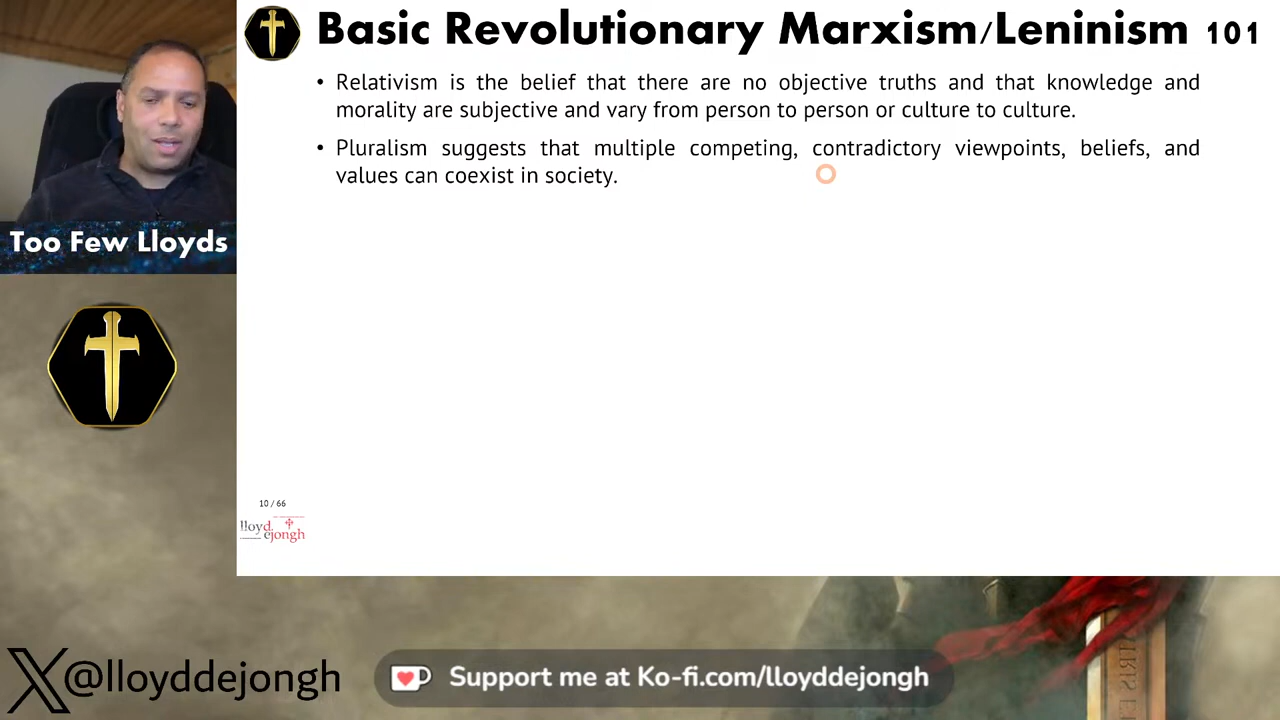 Basic Revolutionary Marxism/Leninism 101
• Relativism is the belief that there are no objective truths and that knowledge and
morality are subjective and vary from person to person or culture to culture.
• Pluralism suggests that multiple competing, contradictory viewpoints, beliefs, and
values can coexist in society.
Too Few Lloyds
10 / 66
lloyd
ejongh
X@lloyddejongh
Support me at Ko-fi.com/lloyddejongh